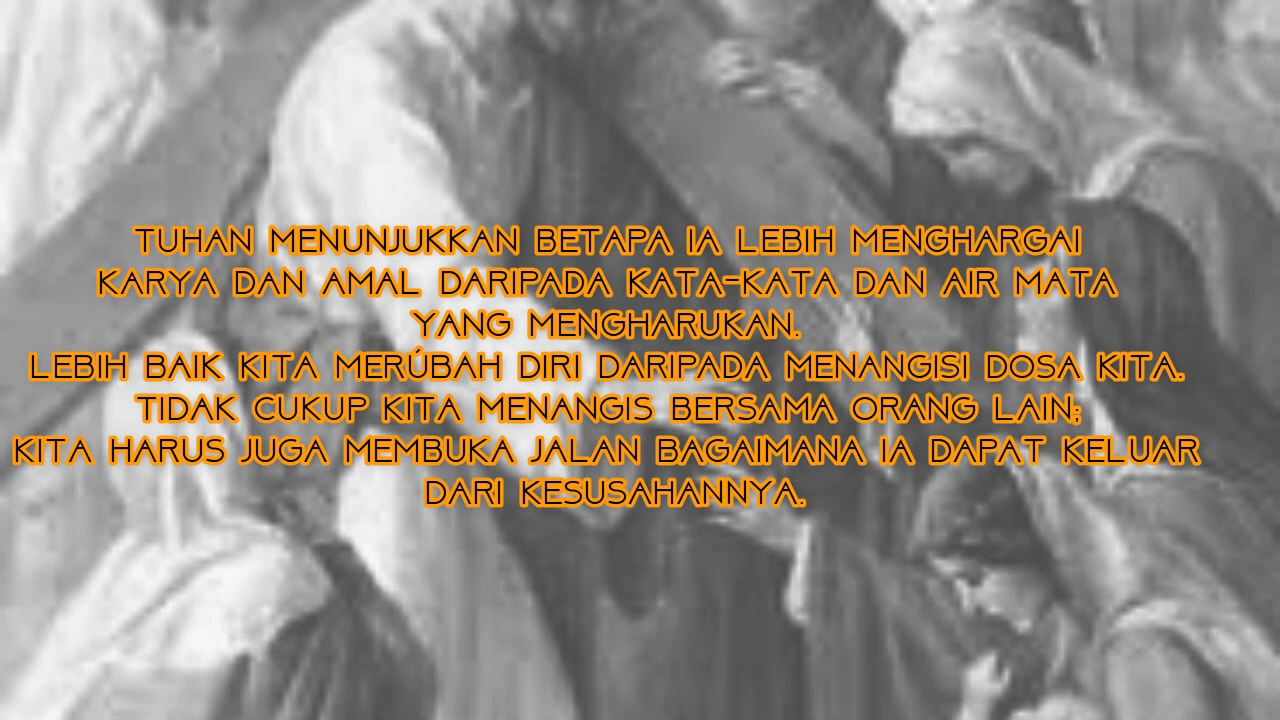 TUHAN MENUNJUKKAN BETAPA IA LEBIH MENGHARGAI
KARYA DAN AMAL DARIPADA KATA-KATA DAN AIR MATA
YANG MENGHARUKAN.
LEBIH BAIK KITA MERÚBAH DIRI DARIPADA MENANGISI DOSA KITA.
TIDAK CUKUP KITA MENANGIS BERSAMA ORANG LAIN;
KITA HARUS JUGA MEMBUKA JALAN BAGAIMANA IA DAPAT KELUAR
DARI KESUSAHANNYA.